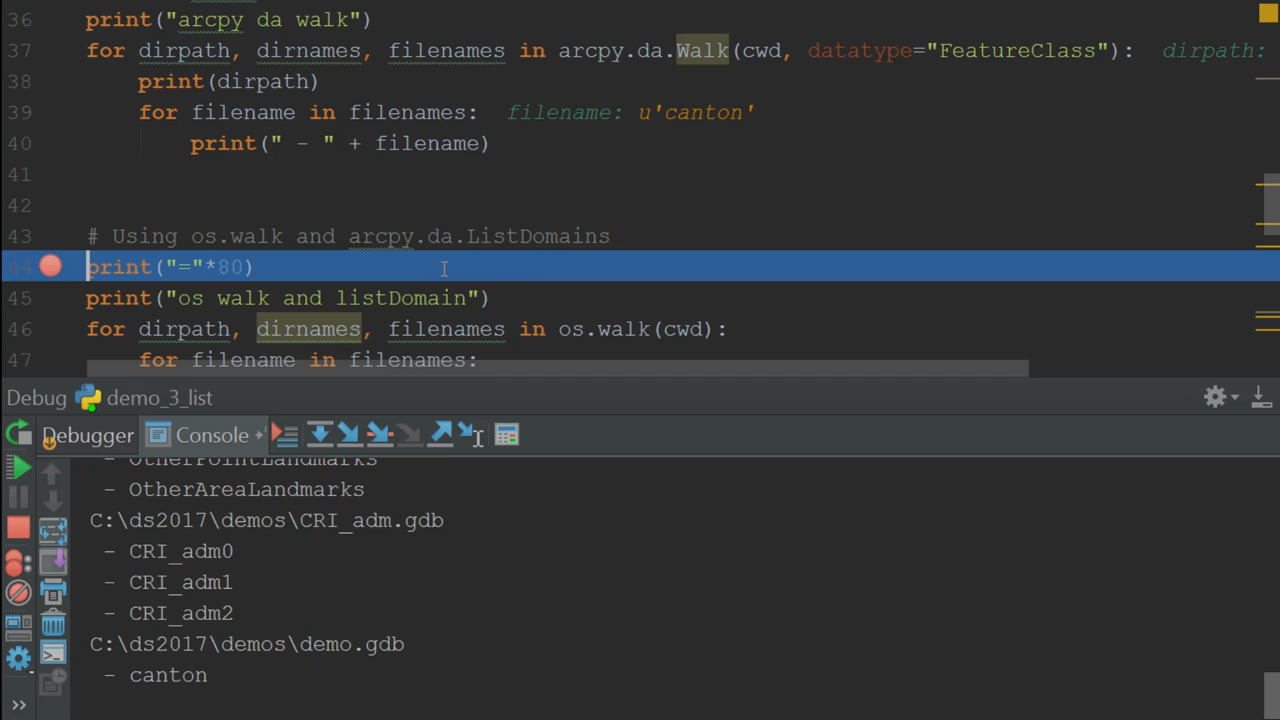 36 print("arcpy da walk")
37 for dirpath, dirnames, filenames in arcpy.da.Walk(cwd, datatype="FeatureClass"): dirpath:
38 print(dirpath)
39 for filename in filenames: filename: u'canton'
40 print(" - " + filename)
41
42
43 # Using os.walk and arcpy.da.ListDomains
44 print("="*80)
45 print("os walk and listDomain")
46 for dirpath, dirnames, filenames in os.walk(cwd):
47 for filename in filenames:
Debug demo_3_list
Debugger Console
- OtherPointLandmarks
- OtherAreaLandmarks
C:\ds2017\demos\CRI_adm.gdb
- CRI_adm0
- CRI_adm1
- CRI_adm2
C:\ds2017\demos\demo.gdb
- canton